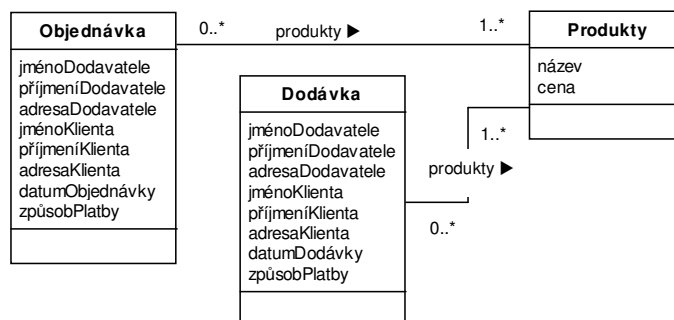 Objednávka
jménoDodavatele
příjmeníDodavatele
adresaDodavatele
jménoKlienta
příjmeníKlienta
adresaKlienta
datumObjednávky
způsobPlatby
0..*
produkty ▶
1..*
Produkty
název
cena
Dodávka
jménoDodavatele
příjmeníDodavatele
adresaDodavatele
jménoKlienta
příjmeníKlienta
adresaKlienta
datumDodávky
způsobPlatby
1..*
produkty ▶
0..*